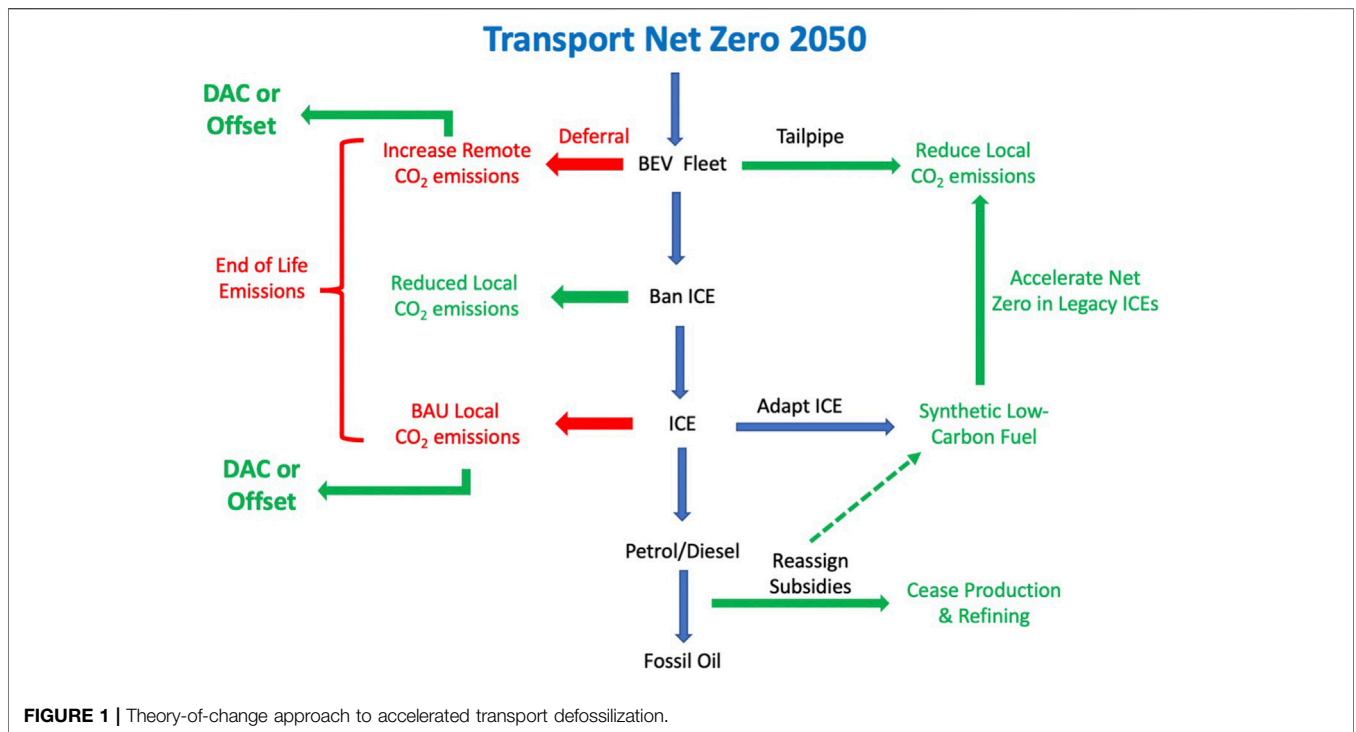 Transport Net Zero 2050
DAC or
Offset
Deferral
Tailpipe
Increase Remote
CO₂ emissions
BEV Fleet
Reduce Local
CO₂ emissions
End of Life
Emissions
Reduced Local
CO₂ emissions
Ban ICE
Accelerate Net
Zero in Legacy ICEs
BAU Local
CO₂ emissions
ICE
Adapt ICE
Synthetic Low-
Carbon Fuel
DAC or
Offset
Petrol/Diesel
Reassign
Subsidies
Cease Production
& Refining
Fossil Oil
FIGURE 1 | Theory-of-change approach to accelerated transport defossilization.